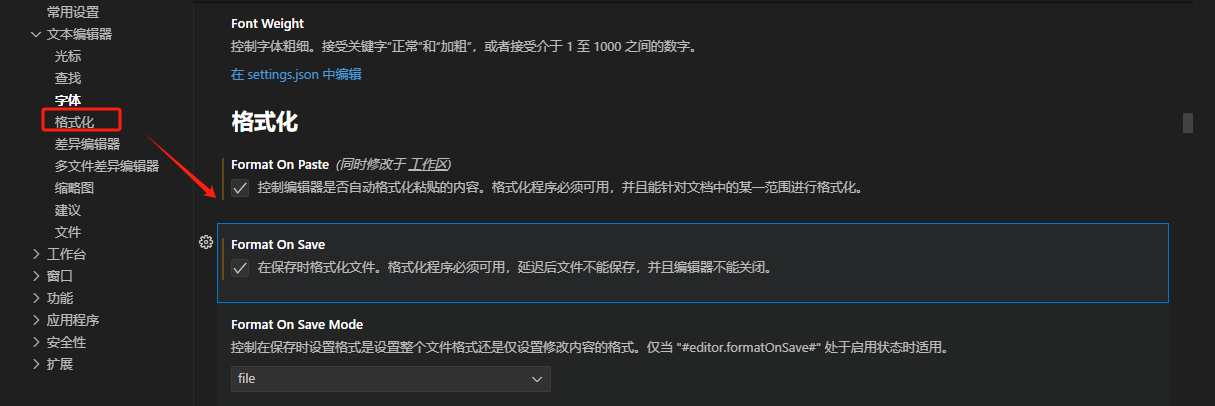 常用设置
文本编辑器
光标
查找
字体
格式化
差异编辑器
多文件差异编辑器
缩略图
建议
文件
工作台
窗口
功能
应用程序
安全性
扩展
Font Weight
控制字体粗细。接受关键字“正常”和“加粗”，或者接受介于 1 至 1000 之间的数字。
在 settings.json 中编辑
格式化
Format On Paste (同时修改于 工作区)
控制编辑器是否自动格式化粘贴的内容。格式化程序必须可用，并且能针对文档中的某一范围进行格式化。
Format On Save
在保存时格式化文件。格式化程序必须可用，延迟后文件不能保存，并且编辑器不能关闭。
Format On Save Mode
控制在保存时设置格式是设置整个文件格式还是仅设置修改内容的格式。仅当 "#editor.formatOnSave#" 处于启用状态时适用。
file